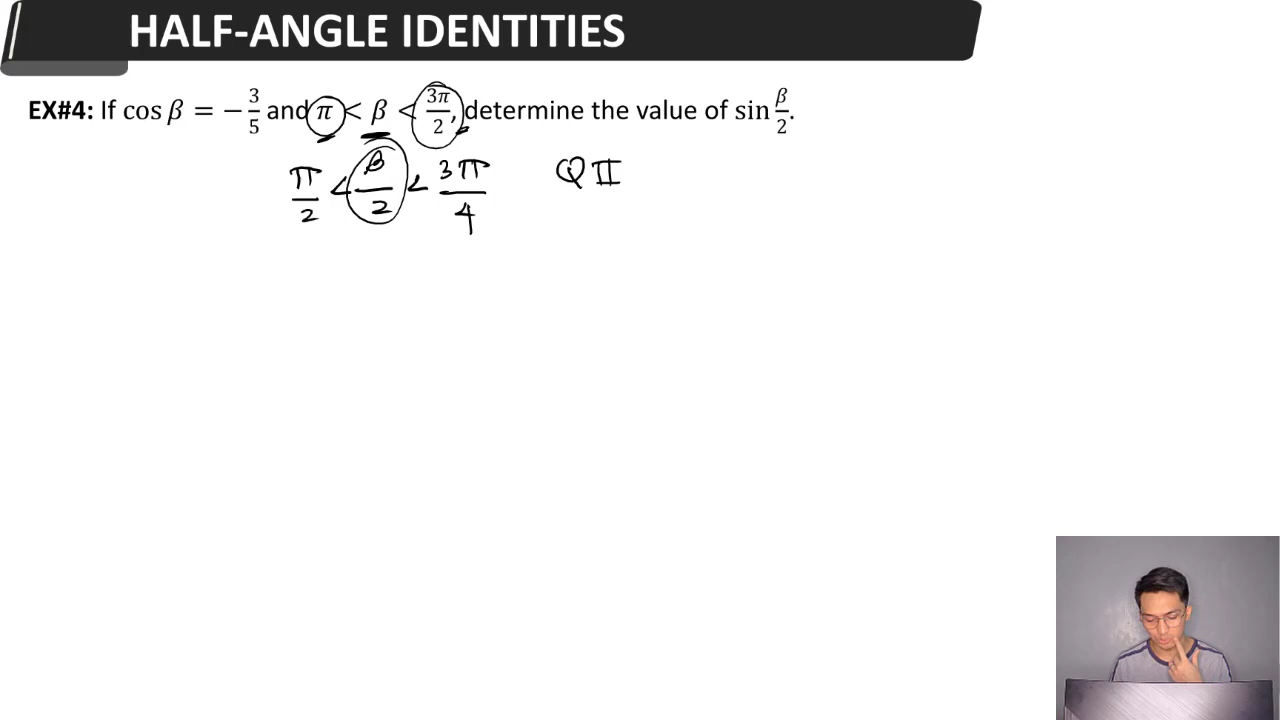 HALF-ANGLE IDENTITIES
EX#4: If cos β = −3/5 and π < β < 3π/2, determine the value of sin β/2.
π/2 < β/2 < 3π/4 QII